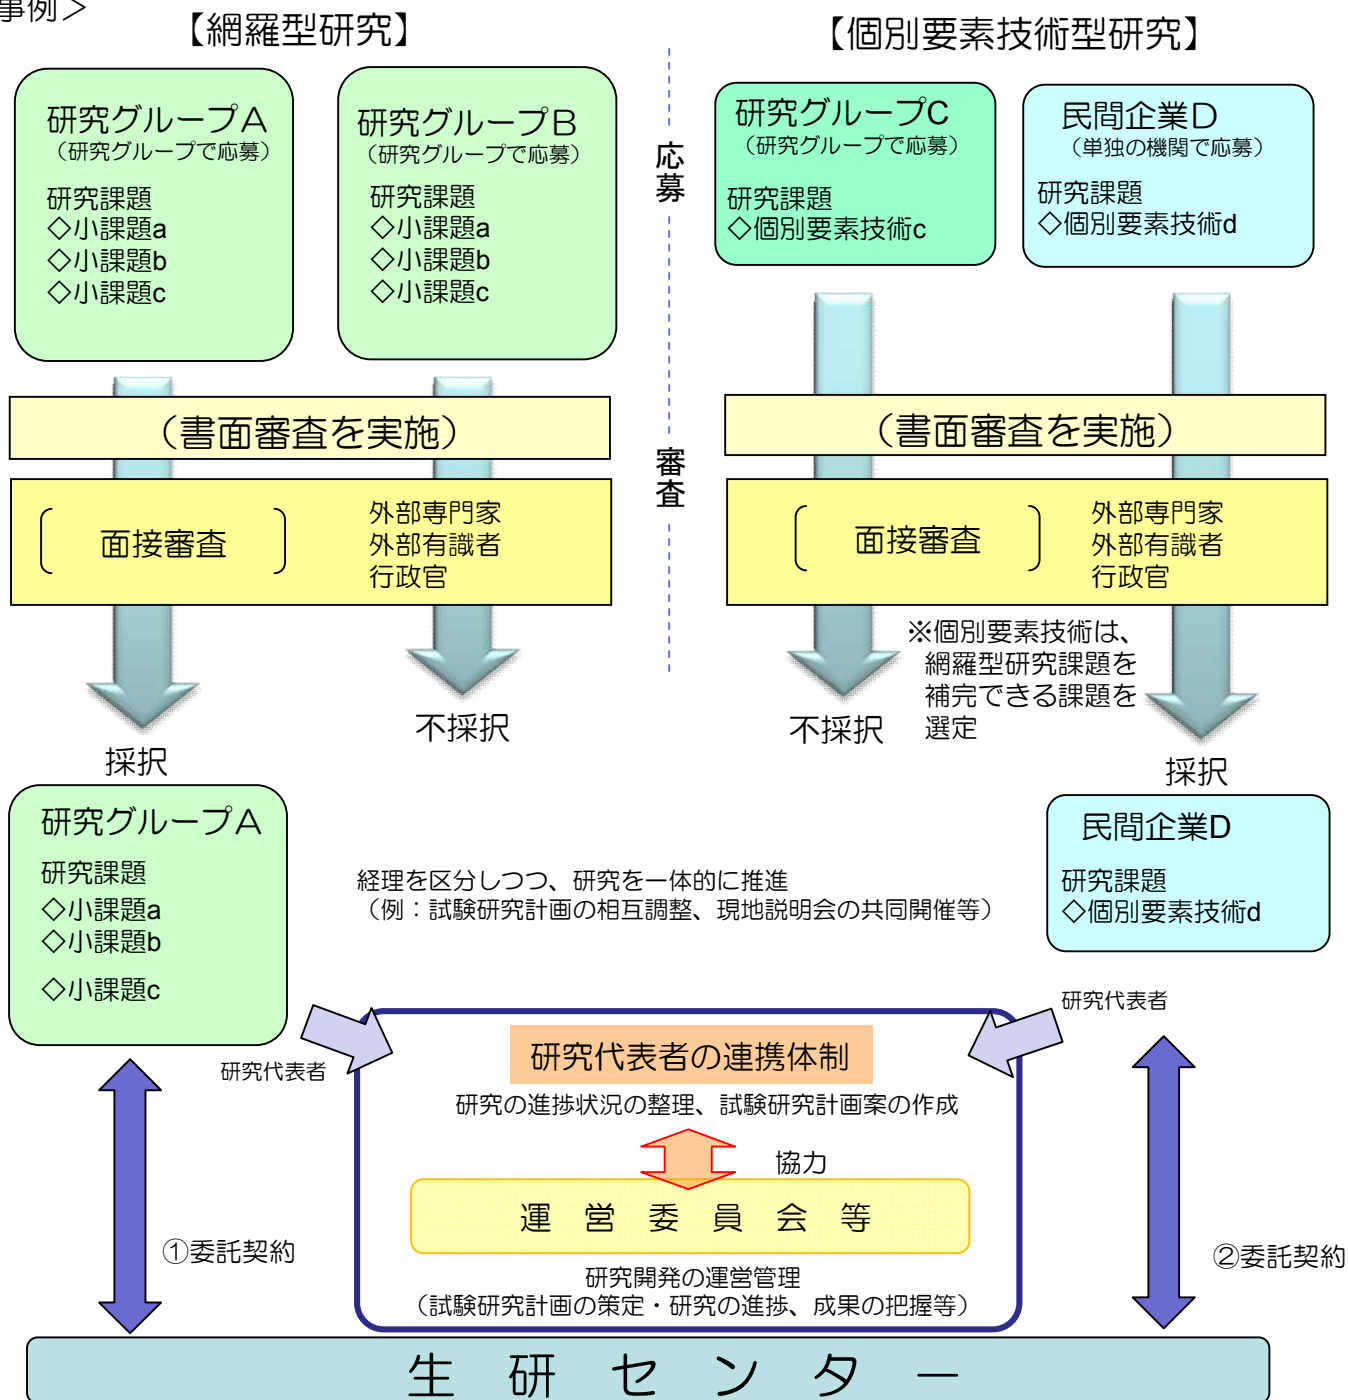 事例＞
【網羅型研究】
【個別要素技術型研究】
研究グループA
（研究グループで応募）
研究課題
◇小課題a
◇小課題b
◇小課題c
研究グループB
（研究グループで応募）
研究課題
◇小課題a
◇小課題b
◇小課題c
応募
研究グループC
（研究グループで応募）
研究課題
◇個別要素技術c
民間企業D
（単独の機関で応募）
研究課題
◇個別要素技術d
（書面審査を実施）
面接審査
外部専門家
外部有識者
行政官
審査
（書面審査を実施）
面接審査
外部専門家
外部有識者
行政官
採択
不採択
不採択
※個別要素技術は、
網羅型研究課題を
補完できる課題を
選定
採択
研究グループA
研究課題
◇小課題a
◇小課題b
◇小課題c
経理を区分しつつ、研究を一体的に推進
（例：試験研究計画の相互調整、現地説明会の共同開催等）
民間企業D
研究課題
◇個別要素技術d
研究代表者
研究代表者
研究代表者の連携体制
研究の進捗状況の整理、試験研究計画案の作成
協力
運営委員会等
研究開発の運営管理
（試験研究計画の策定・研究の進捗、成果の把握等）
①委託契約
②委託契約
生研センター